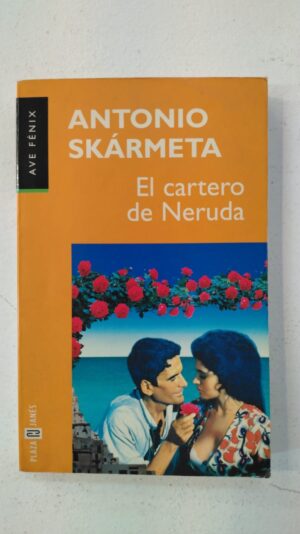 AVE FÉNIX
ANTONIO
SKÁRMETA
El cartero
de Neruda
PLAZA JANÉS